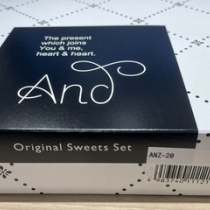 The present
which joins
You & me,
heart & heart.
And
Original Sweets Set
ANZ-20